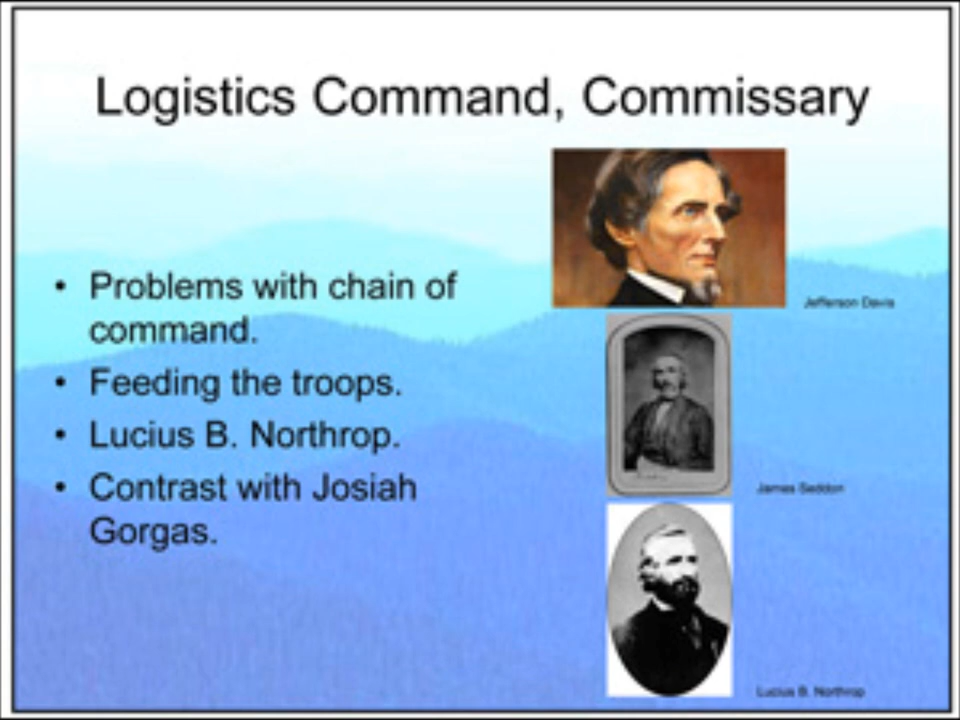 Logistics Command, Commissary
• Problems with chain of
command.
• Feeding the troops.
• Lucius B. Northrop.
• Contrast with Josiah
Gorgas.
Jefferson Davis
James Seddon
Lucius B. Northrop